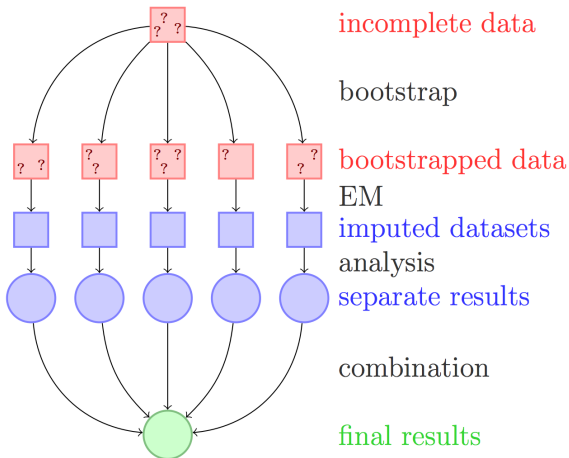 ? ? ?
incomplete data
bootstrap
? ? ? ? ? ? ? ? ? ?
bootstrapped data
EM
imputed datasets
analysis
separate results
combination
final results